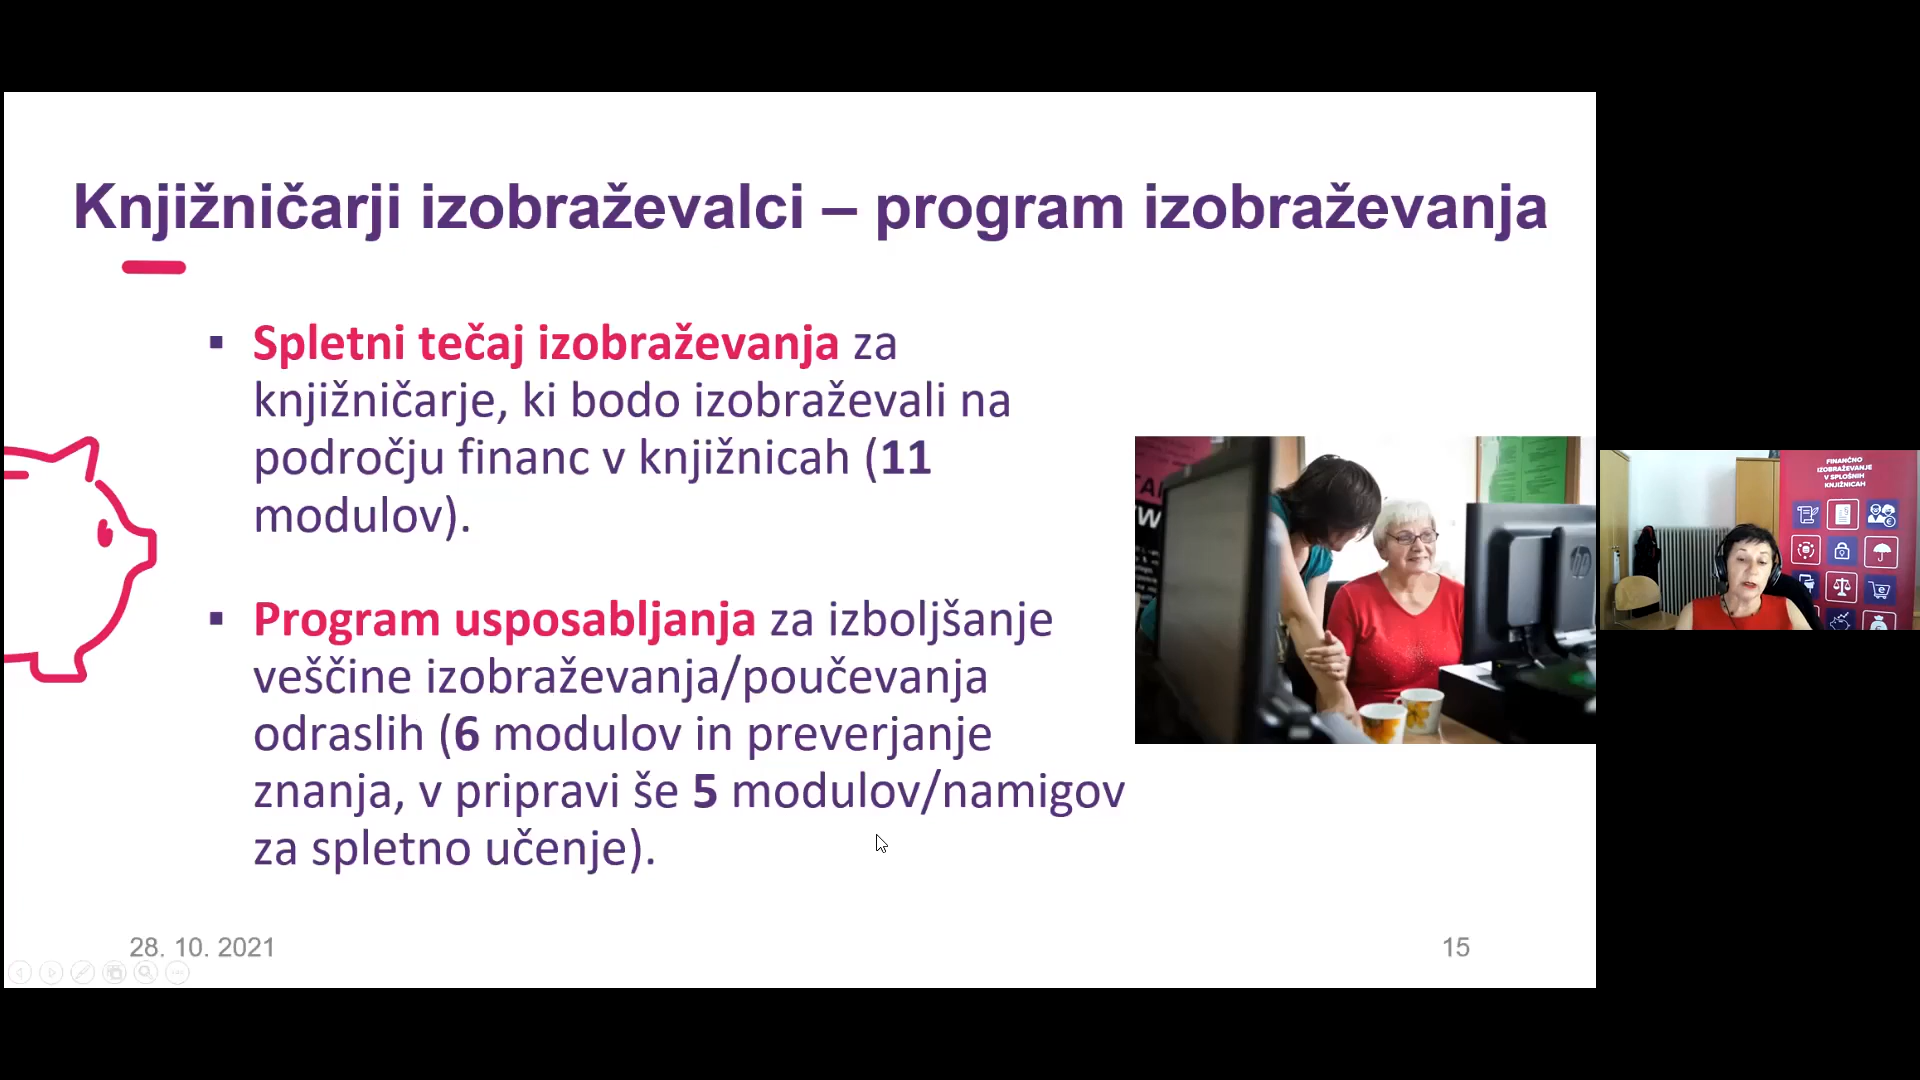 Knjižničarji izobraževalci – program izobraževanja
▪ Spletni tečaj izobraževanja za
knjižničarje, ki bodo izobraževali na
področju financ v knjižnicah (11
modulov).
▪ Program usposabljanja za izboljšanje
veščine izobraževanja/poučevanja
odraslih (6 modulov in preverjanje
znanja, v pripravi še 5 modulov/namigov
za spletno učenje).
hp
FINANČNO
IZOBRAŽEVANJE
V SPLOŠNIH
KNJIŽNICAH
28. 10. 2021
15